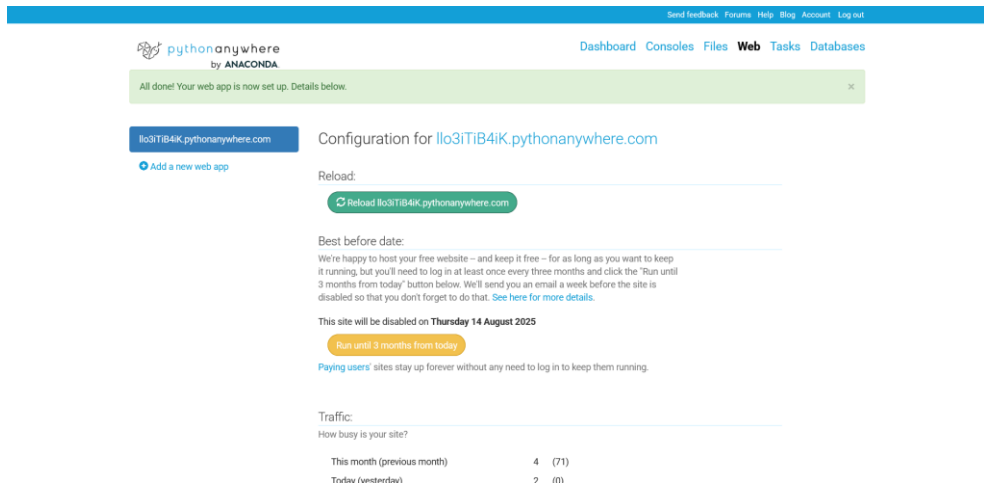 Send feedback Forums Help Blog Account Log out
pythonanywhere
by ANACONDA.
Dashboard Consoles Files Web Tasks Databases
All done! Your web app is now set up. Details below. ×
llo3iTiB4iK.pythonanywhere.com
Add a new web app
Configuration for llo3iTiB4iK.pythonanywhere.com
Reload:
Reload llo3iTiB4iK.pythonanywhere.com
Best before date:
We're happy to host your free website – and keep it free – for as long as you want to keep
it running, but you'll need to log in at least once every three months and click the "Run until
3 months from today" button below. We'll send you an email a week before the site is
disabled so that you don't forget to do that. See here for more details.
This site will be disabled on Thursday 14 August 2025
Run until 3 months from today
Paying users' sites stay up forever without any need to log in to keep them running.
Traffic:
How busy is your site?
This month (previous month) 4 (71)
Today (yesterday) 2 (0)